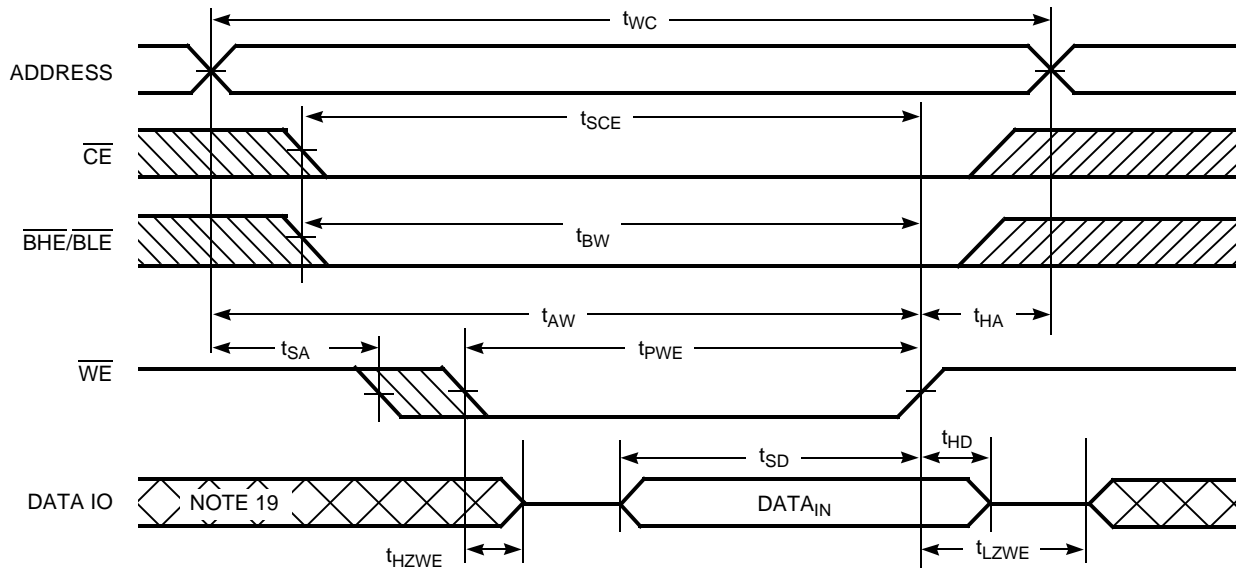 tWC
ADDRESS
tSCE
CE
BHE/BLE
tBW
tAW
tHA
tSA
tPWE
WE
tSD
tHD
DATA IO
NOTE 19
DATAIN
tHZWE
tLZWE